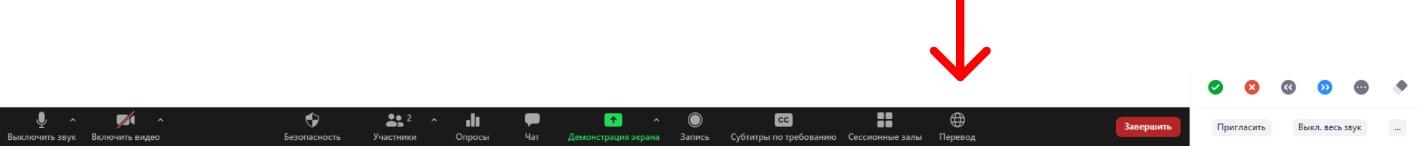 2
CC
Выключить звук Включить видео Безопасность Участники Опросы Чат Демонстрация экрана Запись Субтитры по требованию Сессионные залы Перевод Завершить Пригласить Выкл. весь звук ...